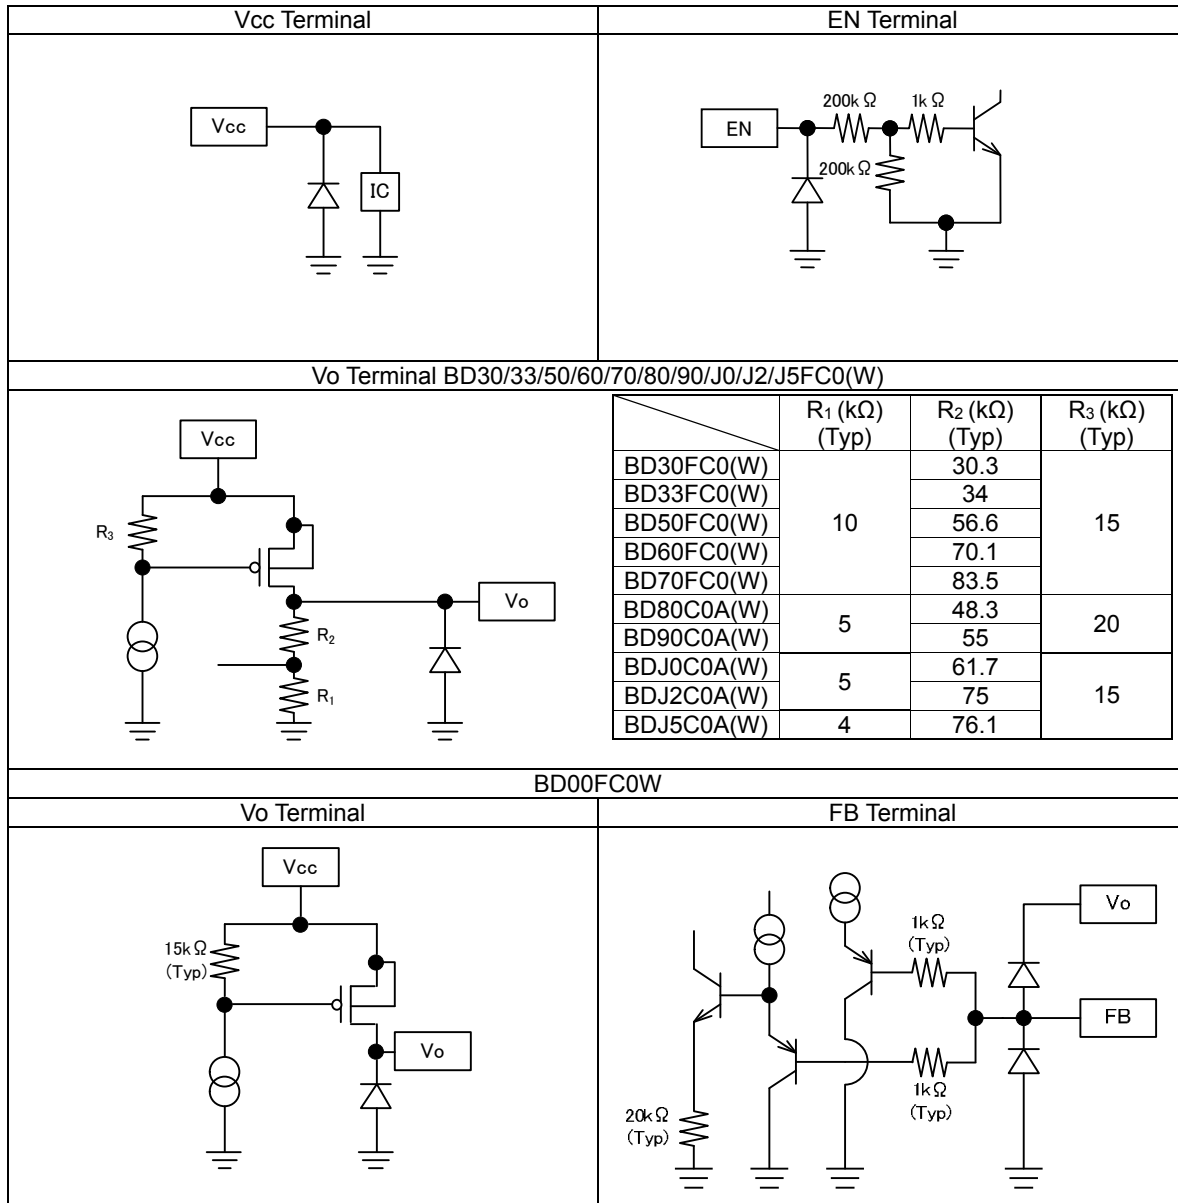 Vcc Terminal
EN Terminal
Vcc
IC
EN
200kΩ
1kΩ
200kΩ
Vo Terminal BD30/33/50/60/70/80/90/J0/J2/J5FC0(W)
Vcc
R3
Vo
R2
R1
R1 (kΩ) (Typ)
R2 (kΩ) (Typ)
R3 (kΩ) (Typ)
BD30FC0(W) 10 30.3 15
BD33FC0(W) 34
BD50FC0(W) 56.6
BD60FC0(W) 70.1
BD70FC0(W) 83.5
BD80C0A(W) 5 48.3 20
BD90C0A(W) 55
BDJ0C0A(W) 5 61.7 15
BDJ2C0A(W) 75
BDJ5C0A(W) 4 76.1
BD00FC0W
Vo Terminal
FB Terminal
Vcc
15kΩ
(Typ)
Vo
Vo
1kΩ
(Typ)
FB
1kΩ
(Typ)
20kΩ
(Typ)